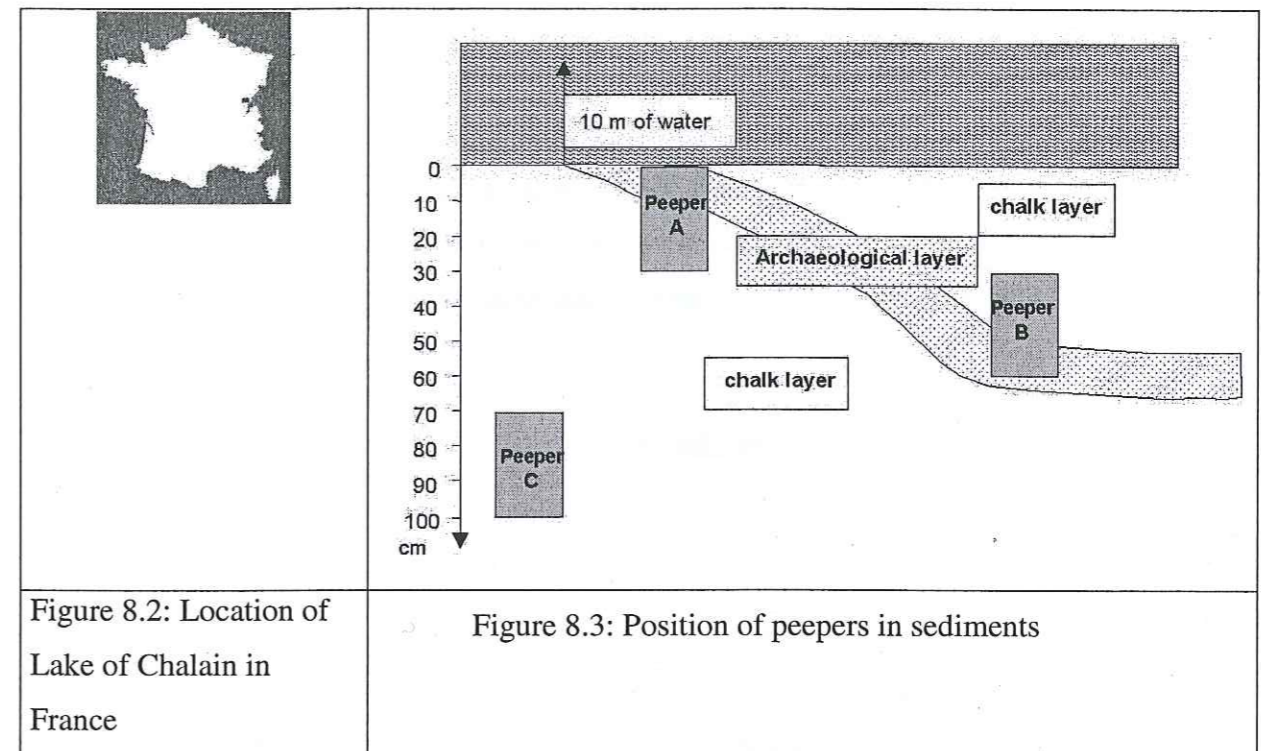 10 m of water
0
10
20
30
40
50
60
70
80
90
100
cm
Peeper
A
chalk layer
Archaeological layer
Peeper
B
chalk layer
Peeper
C
Figure 8.2: Location of
Lake of Chalain in
France
Figure 8.3: Position of peepers in sediments